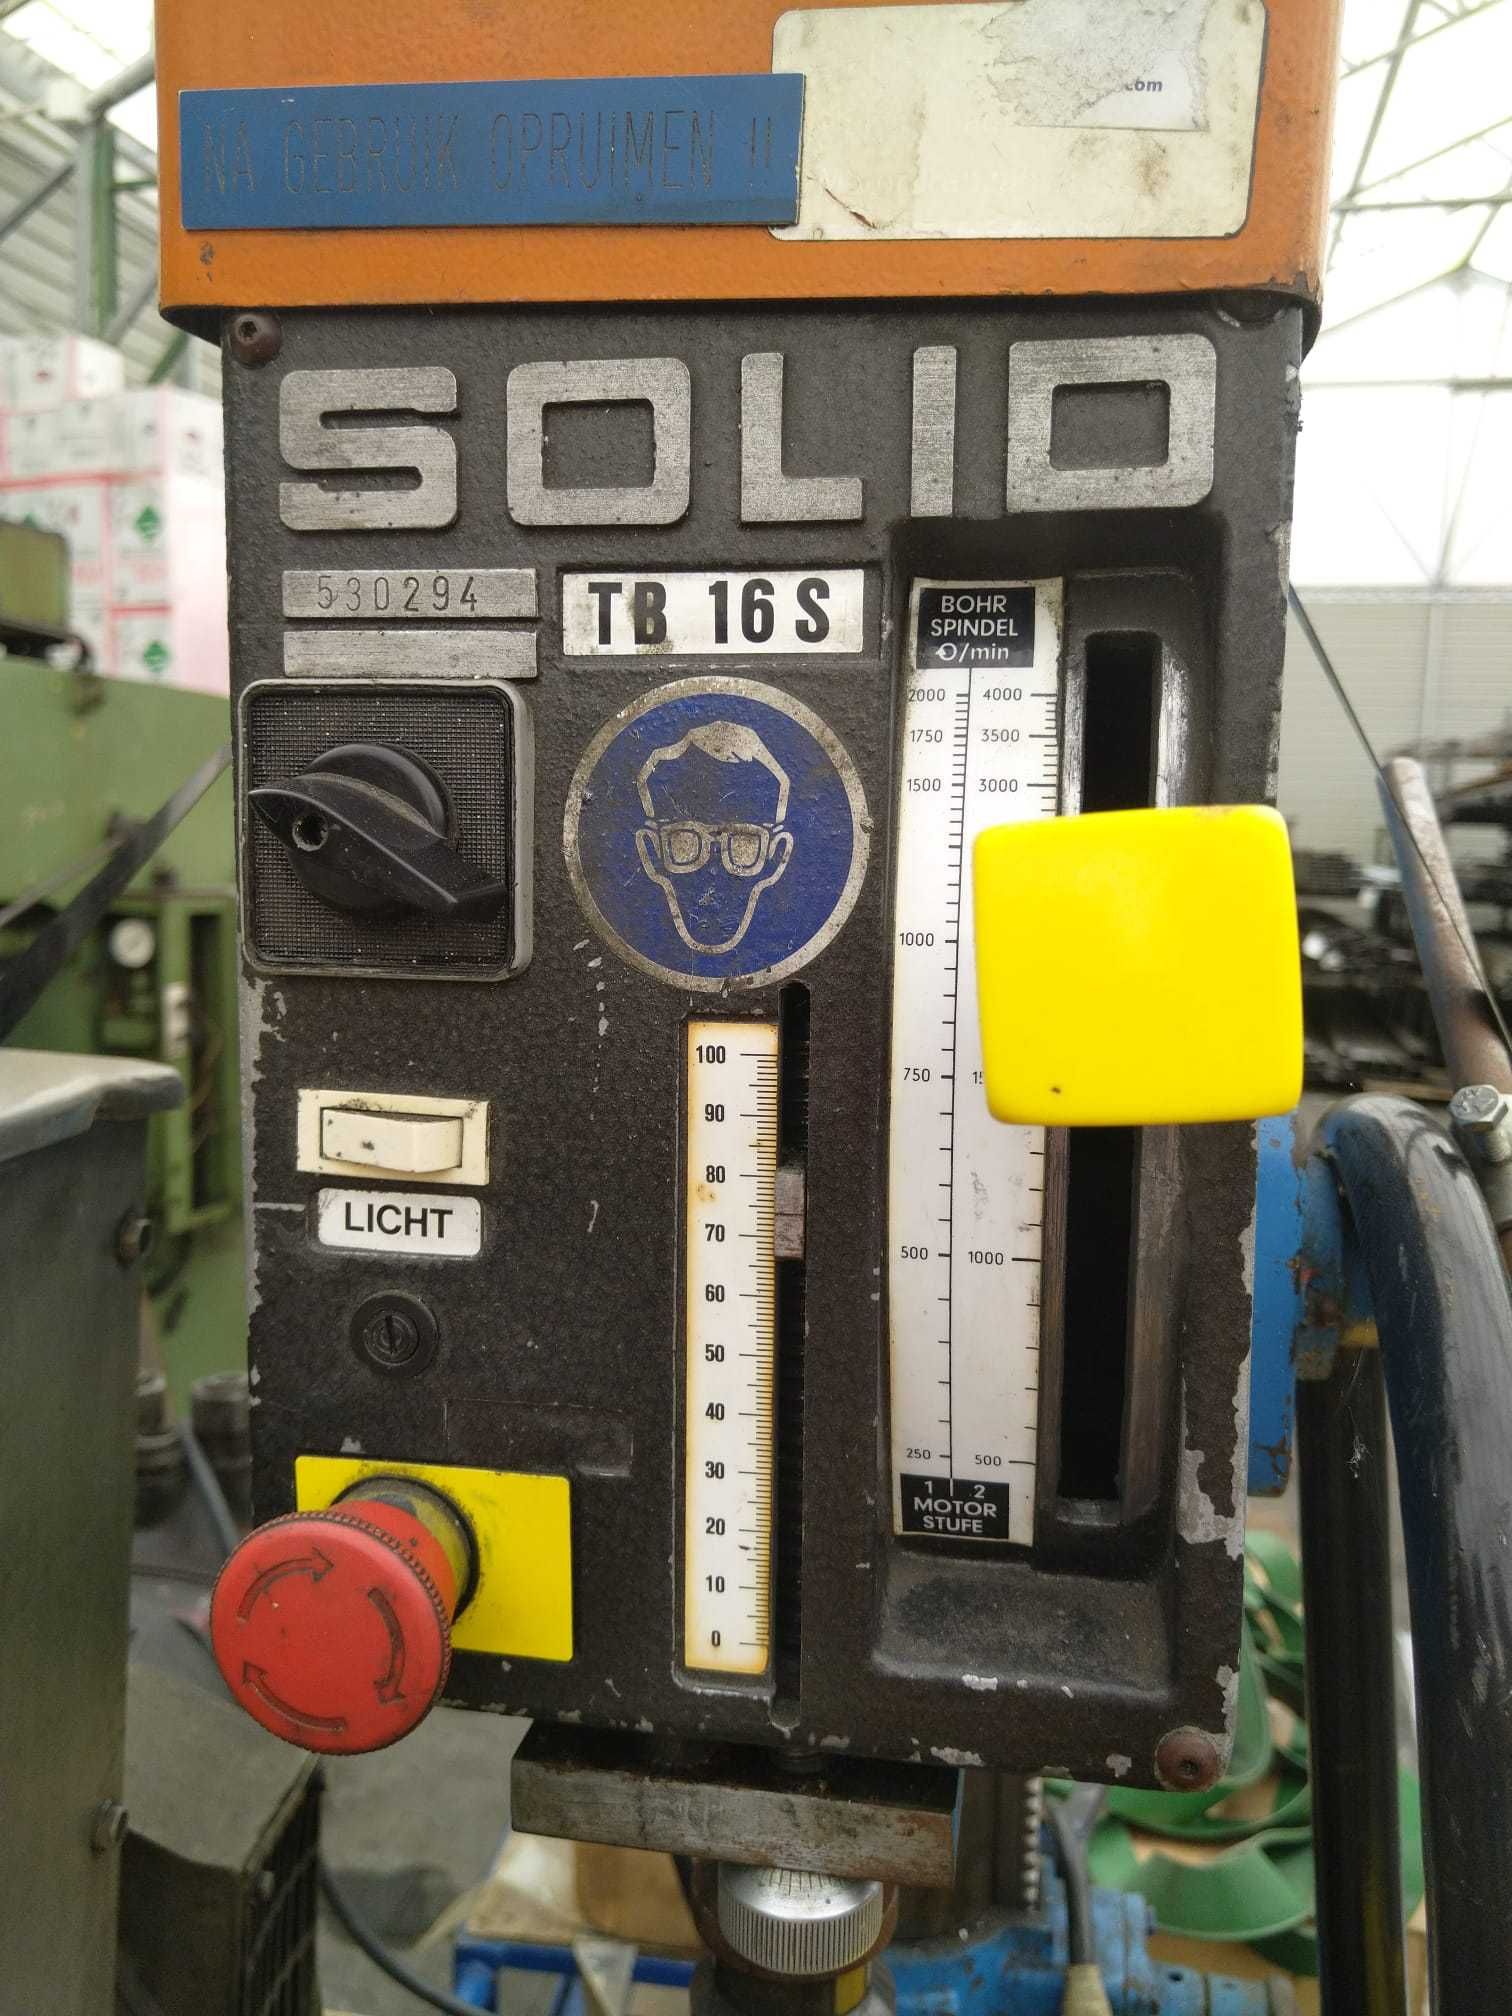 NA GEBRUIK OPRUIMEN !!
.com
SOLID
530294
TB 16 S
BOHR
SPINDEL
/min
2000 4000
1750 3500
1500 3000
1000
750
500 1000
250 500
1 2
MOTOR
STUFE
100
90
80
70
60
50
40
30
20
10
0
LICHT